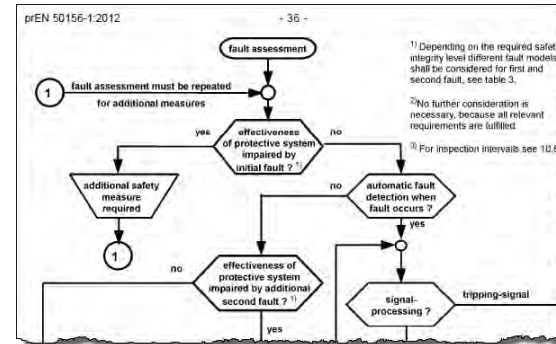 prEN 50156-1:2012
- 36 -
fault assessment
1) Depending on the required safet
integrity level different fault models
shall be considered for first and
second fault, see table 3.
2)No further consideration is
necessary, because all relevant
requirements are fulfilled
3) For inspection intervalls see 10.5
1
fault assessment must be repeated
for additional measures
yes
effectiveness
of protective system
impaired by
initial fault ? 1)
no
additional safety
measure
required
no
automatic fault
detection when
fault occurs ?
yes
1
no
effectiveness of
protective system
impaired by additional
second fault ? 1)
yes
signal-
processing ?
tripping-signal